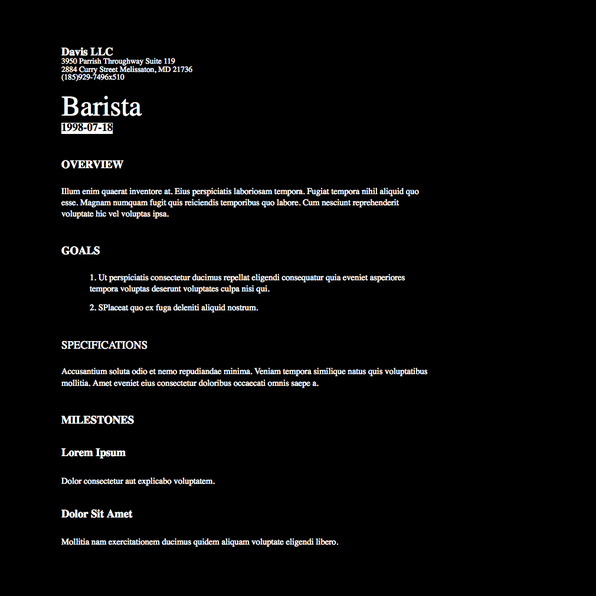 Davis LLC
3950 Parrish Throughway Suite 119
2884 Curry Street Melissaton, MD 21736
(185)929-7496x510
Barista
1998-07-18
OVERVIEW
Illum enim quaerat inventore at. Eius perspiciatis laboriosam tempora. Fugiat tempora nihil aliquid quo
esse. Magnam numquam fugit quis reiciendis temporibus quo labore. Cum nesciunt reprehenderit
voluptate hic vel voluptas ipsa.
GOALS
1. Ut perspiciatis consectetur ducimus repellat eligendi consequatur quia eveniet asperiores
tempora voluptas deserunt voluptates culpa nisi qui.
2. SPlaceat quo ex fuga deleniti aliquid nostrum.
SPECIFICATIONS
Accusantium soluta odio et nemo repudiandae minima. Veniam tempora similique natus quis voluptatibus
mollitia. Amet eveniet eius consectetur doloribus occaecati omnis saepe a.
MILESTONES
Lorem Ipsum
Dolor consectetur aut explicabo voluptatem.
Dolor Sit Amet
Mollitia nam exercitationem ducimus quidem aliquam voluptate eligendi libero.